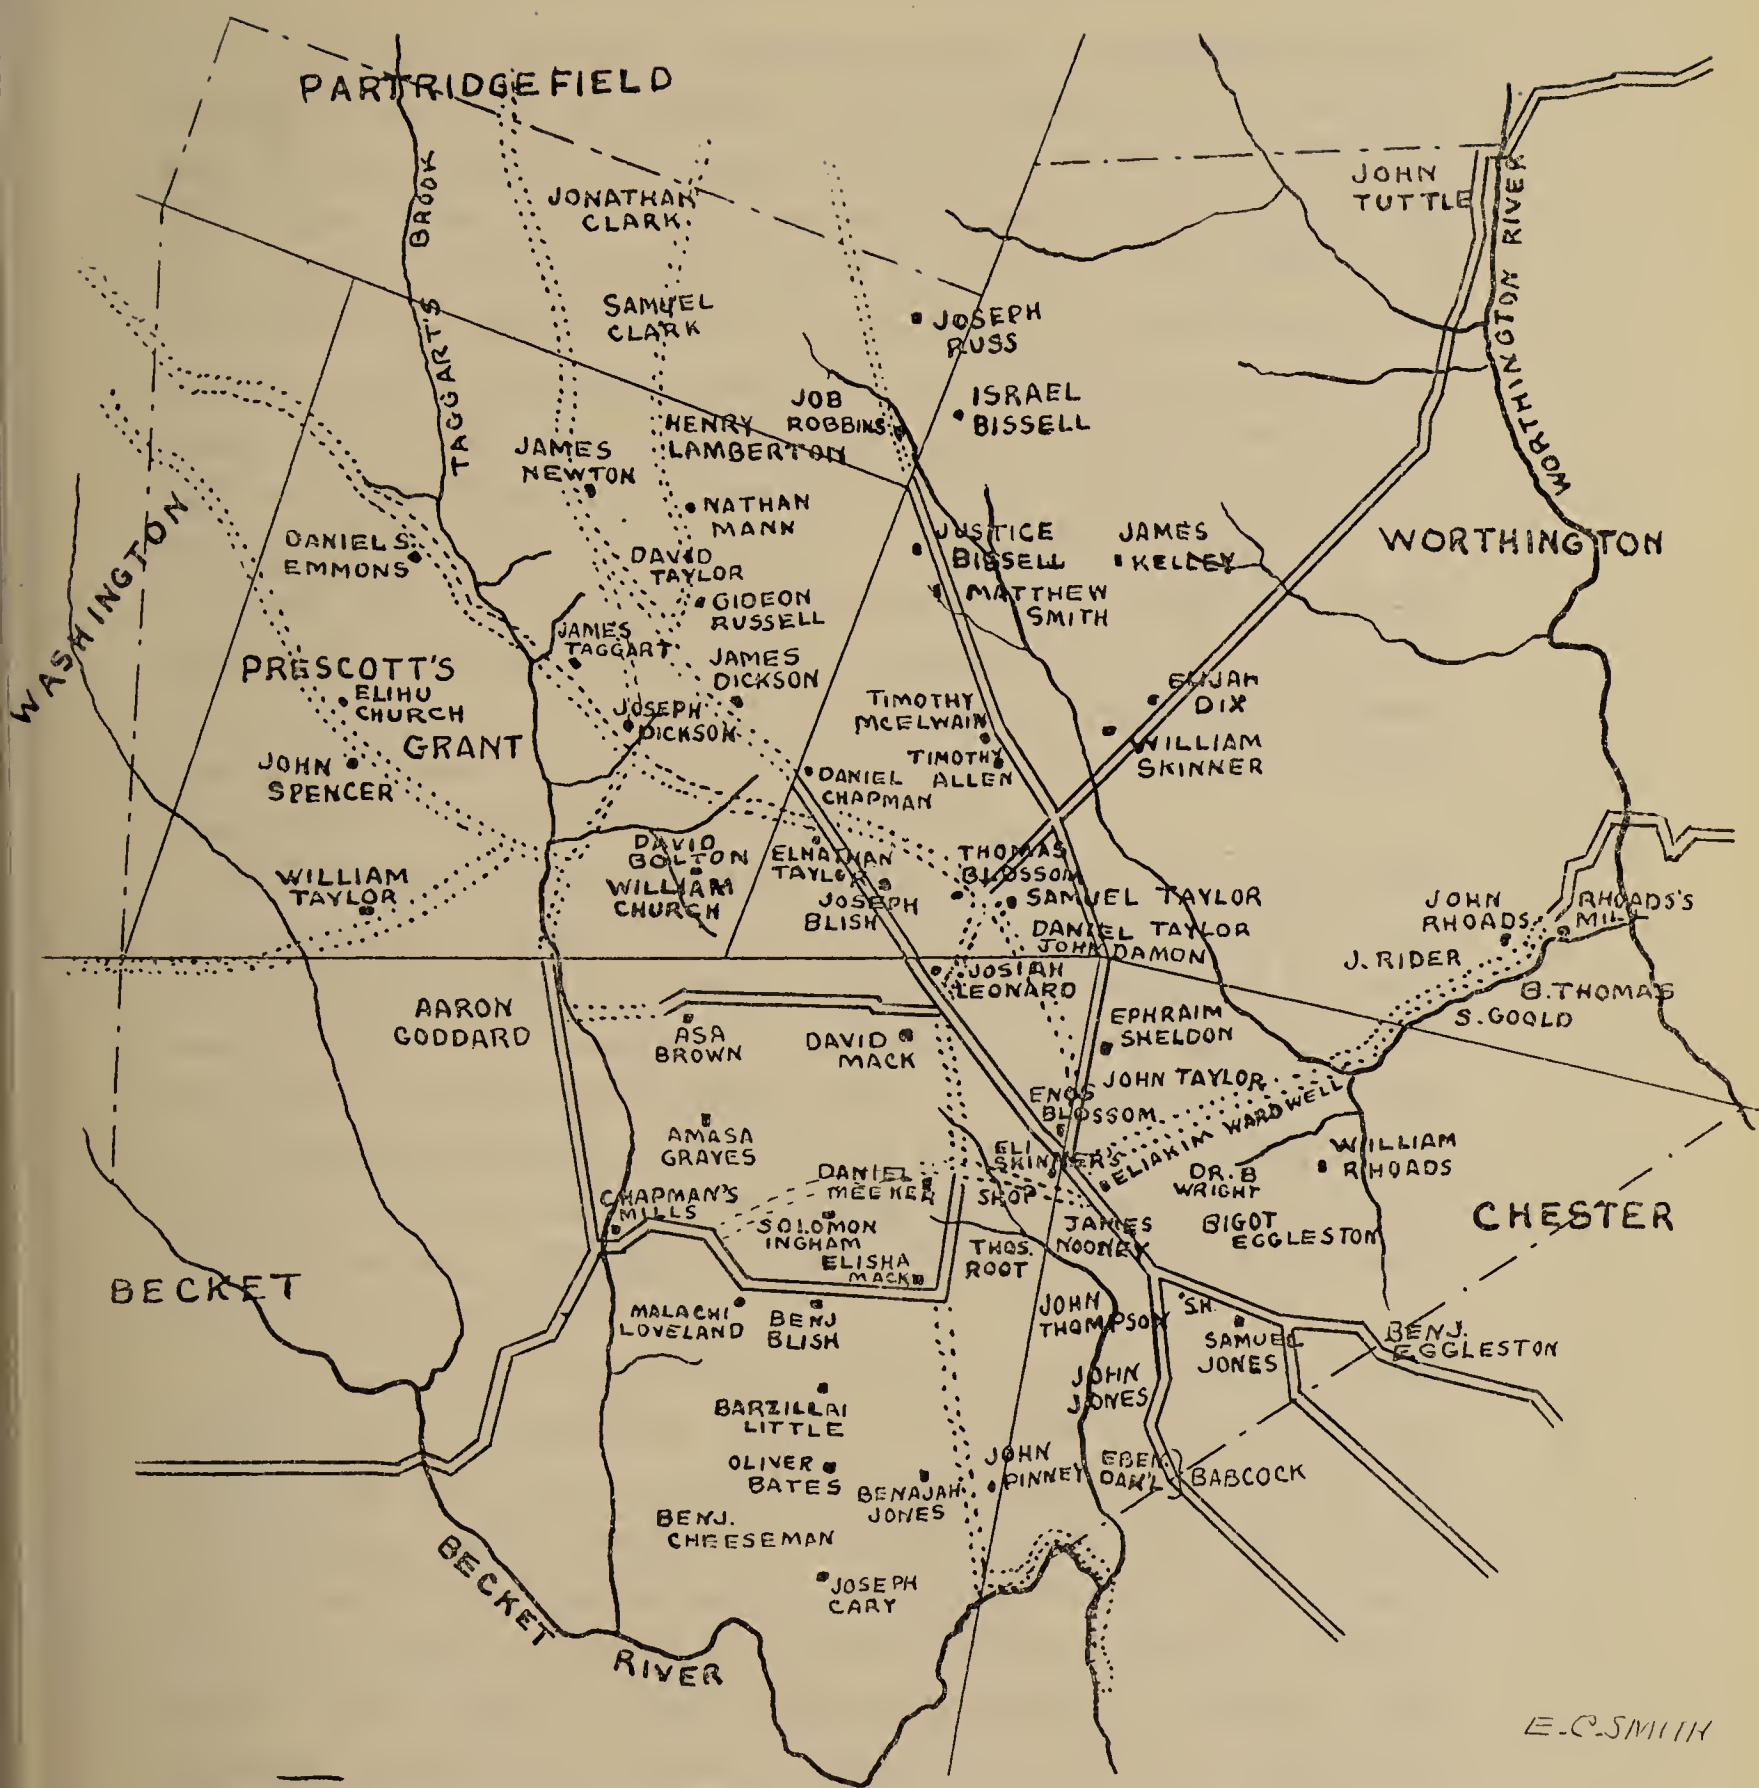 PARTRIDGEFIELD
TAGGART'S BROOK
JONATHAN
CLARK
JOHN
TUTTLE
WORTHINGTON RIVER
SAMUEL
CLARK
JOSEPH
RUSS
JOB
ROBBINS
ISRAEL
BISSELL
HENRY
LAMBERTON
JAMES
NEWTON
NATHAN
MANN
WASHINGTON
DANIEL S.
EMMONS
DAVID
TAYLOR
JUSTICE
BISSELL
JAMES
KELLEY
WORTHINGTON
GIDEON
RUSSELL
MATTHEW
SMITH
JAMES
TAGGART
JAMES
DICKSON
PRESCOTT'S
GRANT
ELIHU
CHURCH
JOSEPH
DICKSON
TIMOTHY
MCELWAIN
ELIJAH
DIX
JOHN
SPENCER
DANIEL
CHAPMAN
TIMOTHY
ALLEN
WILLIAM
SKINNER
DAVID
BOLTON
ELNATHAN
TAYLOR
THOMAS
BLOSSOM
WILLIAM
TAYLOR
WILLIAM
CHURCH
JOSEPH
BLISH
SAMUEL TAYLOR
JOHN
RHOADS
RHOADS'S
MILL
DANIEL TAYLOR
JOHN DAMON
J. RIDER
JOSIAH
LEONARD
B. THOMAS
S. GOOLD
AARON
GODDARD
ASA
BROWN
DAVID
MACK
EPHRAIM
SHELDON
JOHN TAYLOR
ENOS
BLOSSOM
ELIAKIM WARDWELL
AMASA
GRAVES
ELI
SKINNER'S
SHOP
WILLIAM
RHOADS
DANIEL
MEEKER
DR. B
WRIGHT
CHAPMAN'S
MILLS
SOLOMON
INGHAM
JAMES
NOONEY
BIGOT
EGGLESTON
CHESTER
THOS.
ROOT
ELISHA
MACK
BECKET
MALACHI
LOVELAND
BENJ
BLISH
JOHN
THOMPSON
S.H.
SAMUEL
JONES
BENJ.
EGGLESTON
JOHN
JONES
BARZILLAI
LITTLE
OLIVER
BATES
BENAJAH
JONES
JOHN
PINNEY
EBEN
DAN'L
BABCOCK
BENJ.
CHEESEMAN
JOSEPH
CARY
BECKET RIVER
E.C.SMITH